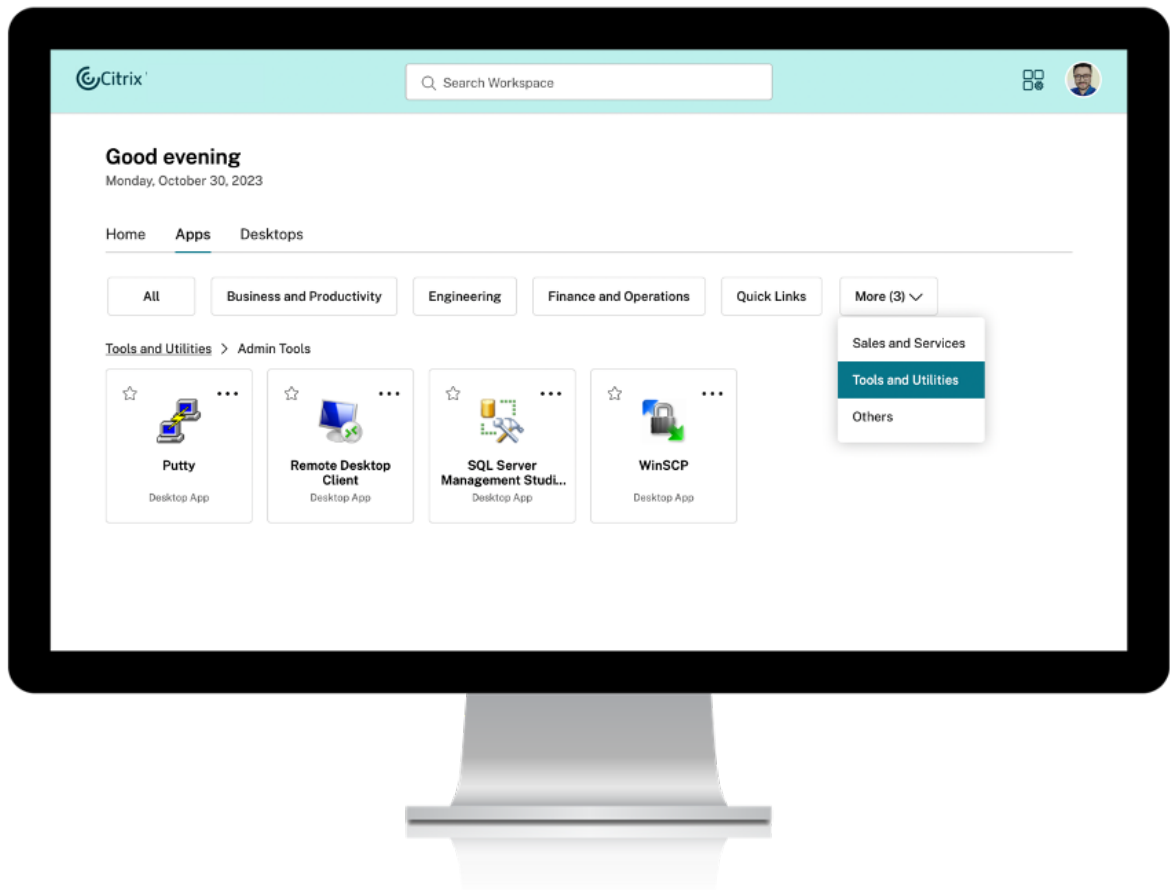 Citrix
Search Workspace
Good evening
Monday, October 30, 2023
Home Apps Desktops
All Business and Productivity Engineering Finance and Operations Quick Links More (3)
Sales and Services
Tools and Utilities
Others
Tools and Utilities > Admin Tools
Putty
Desktop App
Remote Desktop
Client
Desktop App
SQL Server
Management Studi...
Desktop App
WinSCP
Desktop App